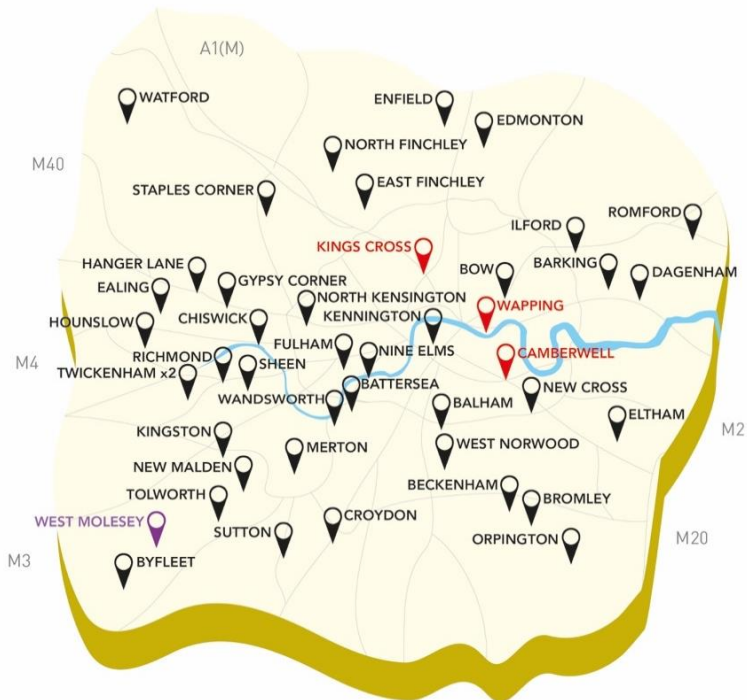 A1(M)
WATFORD
ENFIELD
EDMONTON
NORTH FINCHLEY
M40
EAST FINCHLEY
STAPLES CORNER
ROMFORD
ILFORD
KINGS CROSS
BARKING
HANGER LANE
BOW
DAGENHAM
GYPSY CORNER
EALING
NORTH KENSINGTON
WAPPING
KENNINGTON
CHISWICK
HOUNSLOW
FULHAM
NINE ELMS
CAMBERWELL
RICHMOND
M4
SHEEN
TWICKENHAM x2
BATTERSEA
NEW CROSS
WANDSWORTH
BALHAM
ELTHAM
M2
KINGSTON
WEST NORWOOD
MERTON
NEW MALDEN
BECKENHAM
TOLWORTH
BROMLEY
CROYDON
WEST MOLESEY
SUTTON
ORPINGTON
M20
M3
BYFLEET